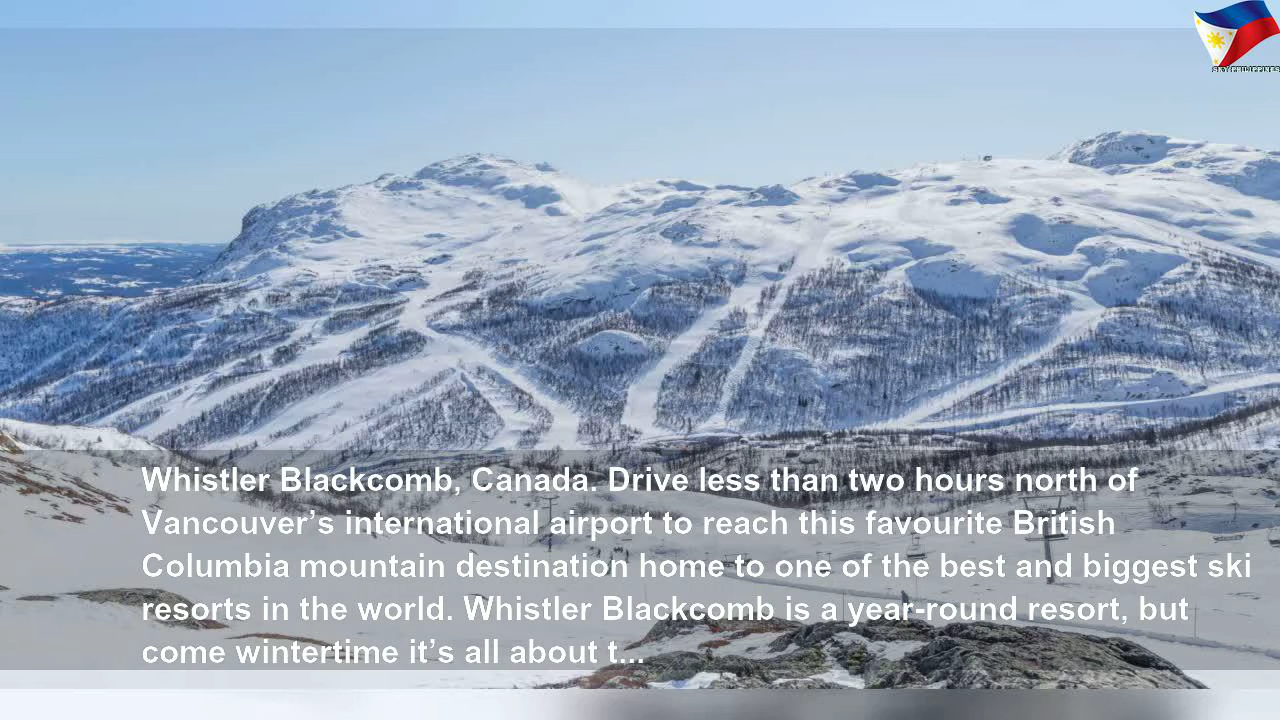 SKYPHILIPPINES
Whistler Blackcomb, Canada. Drive less than two hours north of
Vancouver’s international airport to reach this favourite British
Columbia mountain destination home to one of the best and biggest ski
resorts in the world. Whistler Blackcomb is a year-round resort, but
come wintertime it’s all about t...